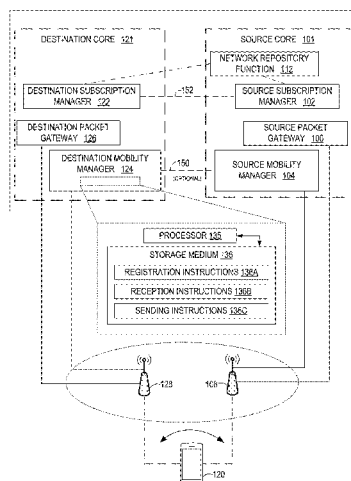 DESTINATION CORE 121
SOURCE CORE 101
NETWORK REPOSITORY
FUNCTION 112
DESTINATION SUBSCRIPTION
MANAGER 122
152
SOURCE SUBSCRIPTION
MANAGER 102
DESTINATION PACKET
GATEWAY 126
SOURCE PACKET
GATEWAY 106
DESTINATION MOBILITY
MANAGER 124
150
(OPTIONAL)
SOURCE MOBILITY
MANAGER 104
PROCESSOR 135
STORAGE MEDIUM 136
REGISTRATION INSTRUCTIONS 136A
RECEPTION INSTRUCTIONS 136B
SENDING INSTRUCTIONS 136C
128
108
120